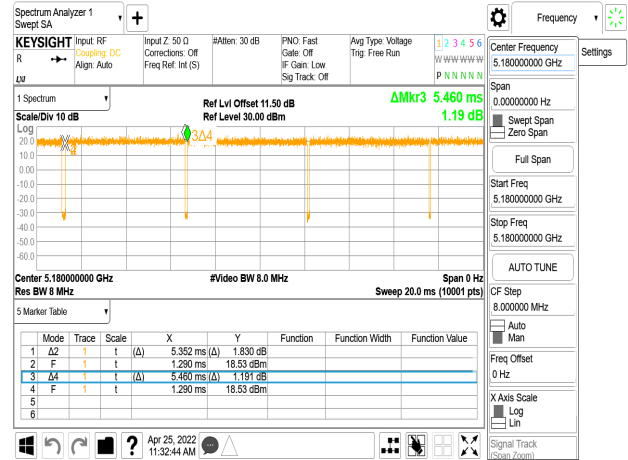 Spectrum Analyzer 1
Swept SA
Frequency
KEYSIGHT
R
LXI
Input: RF
Coupling: DC
Align: Auto
Input Z: 50 Ω
Corrections: Off
Freq Ref: Int (S)
#Atten: 30 dB
PNO: Fast
Gate: Off
IF Gain: Low
Sig Track: Off
Avg Type: Voltage
Trig: Free Run
1 2 3 4 5 6
W W W W W W
P N N N N N
1 Spectrum
Scale/Div 10 dB
Ref Lvl Offset 11.50 dB
Ref Level 30.00 dBm
ΔMkr3 5.460 ms
1.19 dB
Log
20.0
10.0
0.00
-10.0
-20.0
-30.0
-40.0
-50.0
-60.0
3Δ4
Center 5.180000000 GHz
Res BW 8 MHz
#Video BW 8.0 MHz
Span 0 Hz
Sweep 20.0 ms (10001 pts)
5 Marker Table
Mode Trace Scale X Y Function Function Width Function Value
1 Δ2 1 t (Δ) 5.352 ms (Δ) 1.830 dB
2 F 1 t 1.290 ms 18.53 dBm
3 Δ4 1 t (Δ) 5.460 ms (Δ) 1.191 dB
4 F 1 t 1.290 ms 18.53 dBm
5
6
Apr 25, 2022
11:32:44 AM
Center Frequency
5.180000000 GHz
Span
0.00000000 Hz
Swept Span
Zero Span
Full Span
Start Freq
5.180000000 GHz
Stop Freq
5.180000000 GHz
AUTO TUNE
CF Step
8.000000 MHz
Auto
Man
Freq Offset
0 Hz
X Axis Scale
Log
Lin
Signal Track
(Span Zoom)
Settings